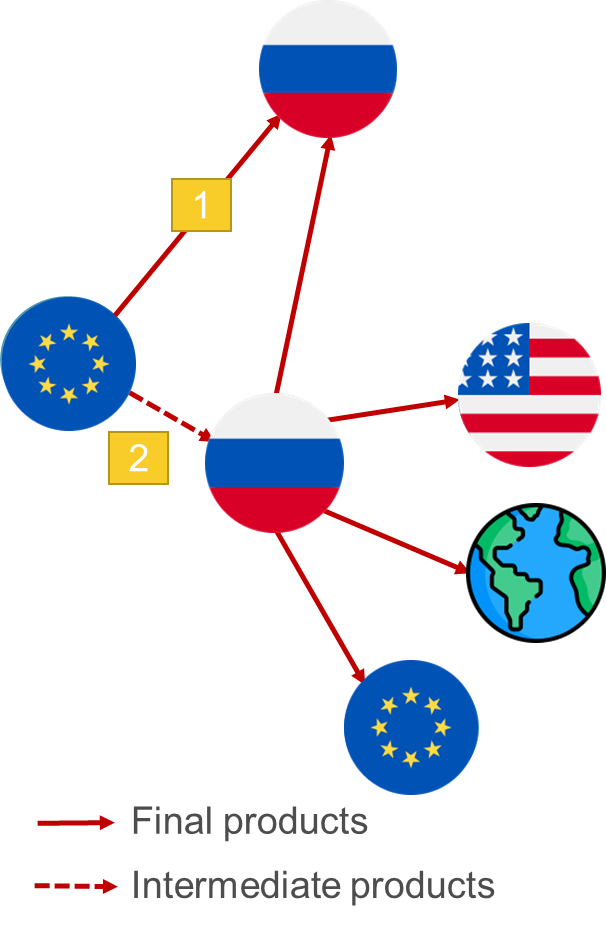 1
2
Final products
Intermediate products